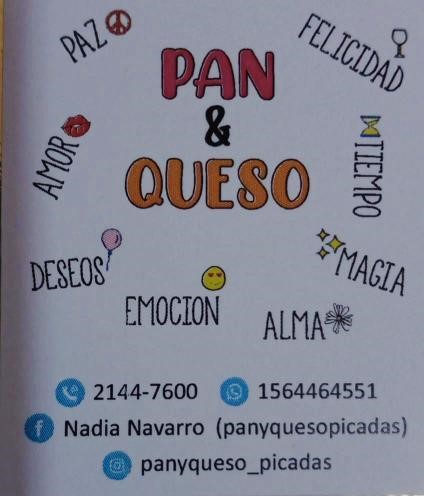 PAZ
FELICIDAD
PAN
&
QUESO
AMOR
TIEMPO
DESEOS
MAGIA
EMOCION
ALMA
2144-7600 1564464551
Nadia Navarro (panyquesopicadas)
panyqueso_picadas